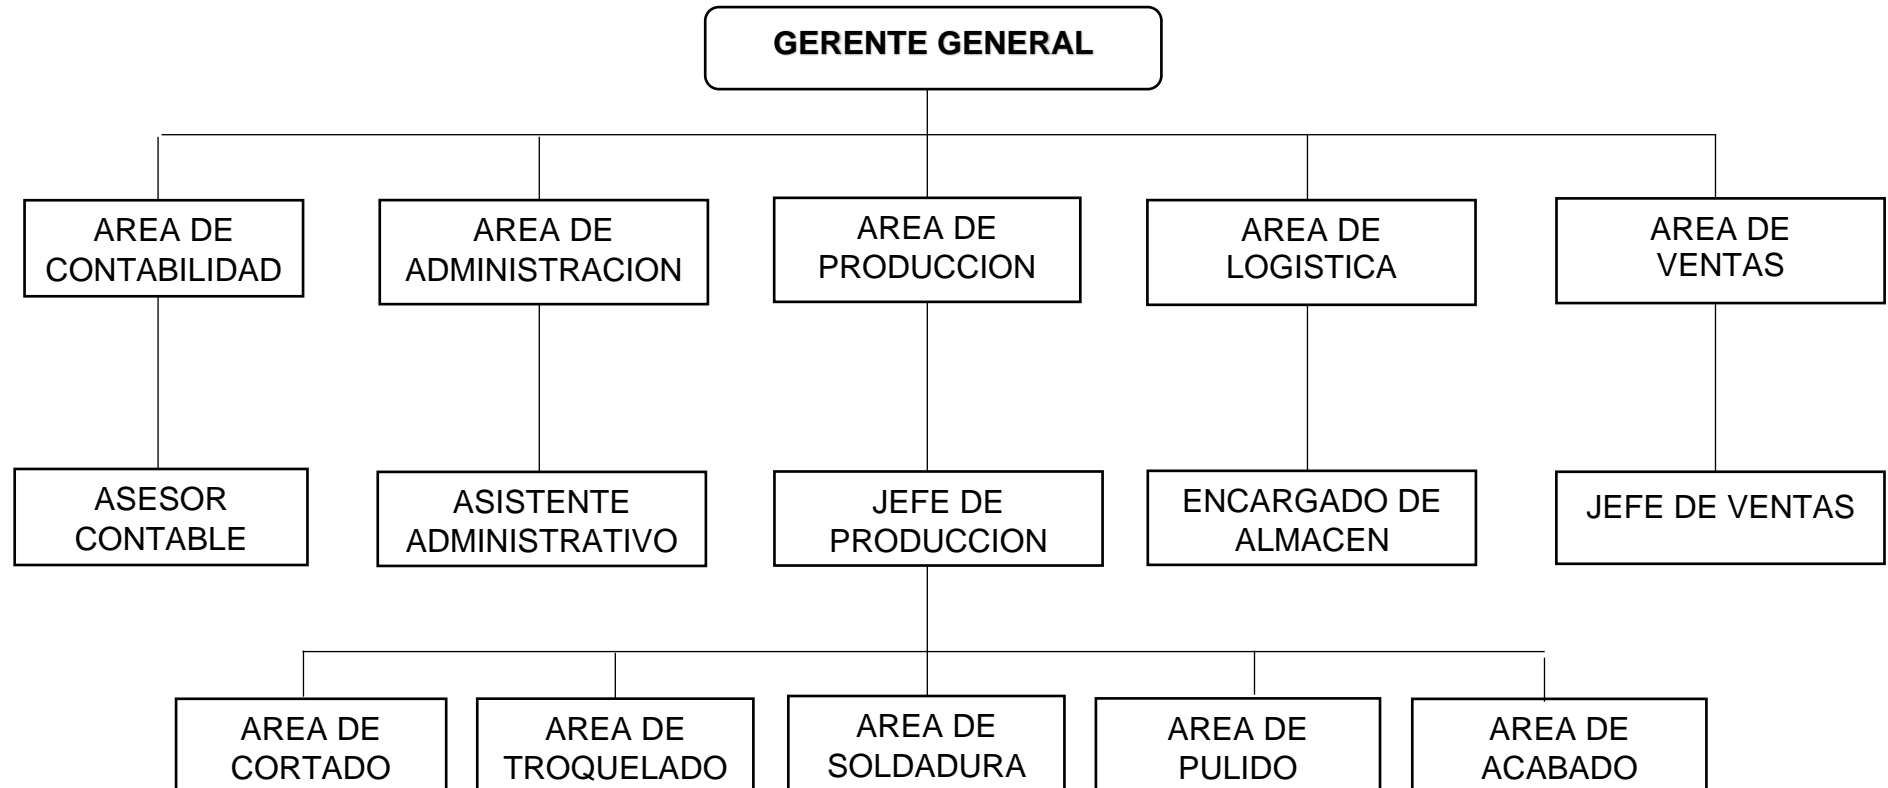 GERENTE GENERAL
AREA DE
CONTABILIDAD
AREA DE
ADMINISTRACION
AREA DE
PRODUCCION
AREA DE
LOGISTICA
AREA DE
VENTAS
ASESOR
CONTABLE
ASISTENTE
ADMINISTRATIVO
JEFE DE
PRODUCCION
ENCARGADO DE
ALMACEN
JEFE DE VENTAS
AREA DE
CORTADO
AREA DE
TROQUELADO
AREA DE
SOLDADURA
AREA DE
PULIDO
AREA DE
ACABADO